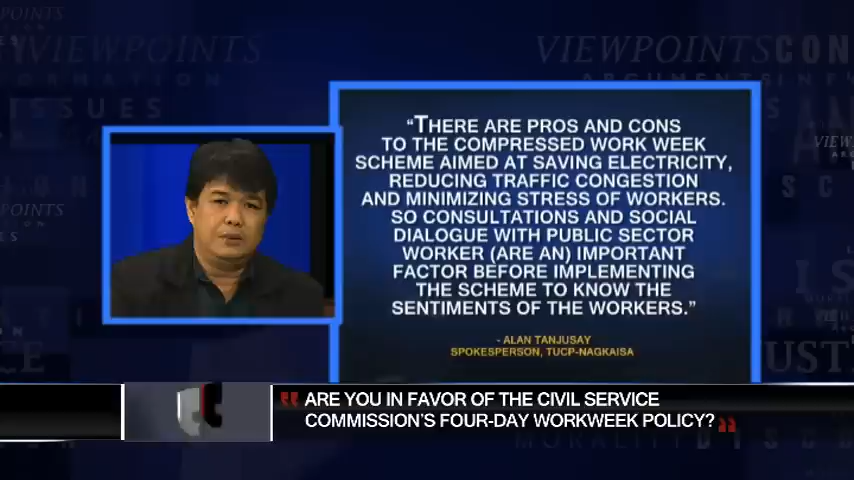 VIEWPOINTS
VIEWPOINTS
VIEWPOINTSCON
ISSUES
"THERE ARE PROS AND CONS
TO THE COMPRESSED WORK WEEK
SCHEME AIMED AT SAVING ELECTRICITY,
REDUCING TRAFFIC CONGESTION
AND MINIMIZING STRESS OF WORKERS.
SO CONSULTATIONS AND SOCIAL
DIALOGUE WITH PUBLIC SECTOR
WORKER (ARE AN) IMPORTANT
FACTOR BEFORE IMPLEMENTING
THE SCHEME TO KNOW THE
SENTIMENTS OF THE WORKERS."
- ALAN TANJUSAY
SPOKESPERSON, TUCP-NAGKAISA
"ARE YOU IN FAVOR OF THE CIVIL SERVICE
COMMISSION'S FOUR-DAY WORKWEEK POLICY?"